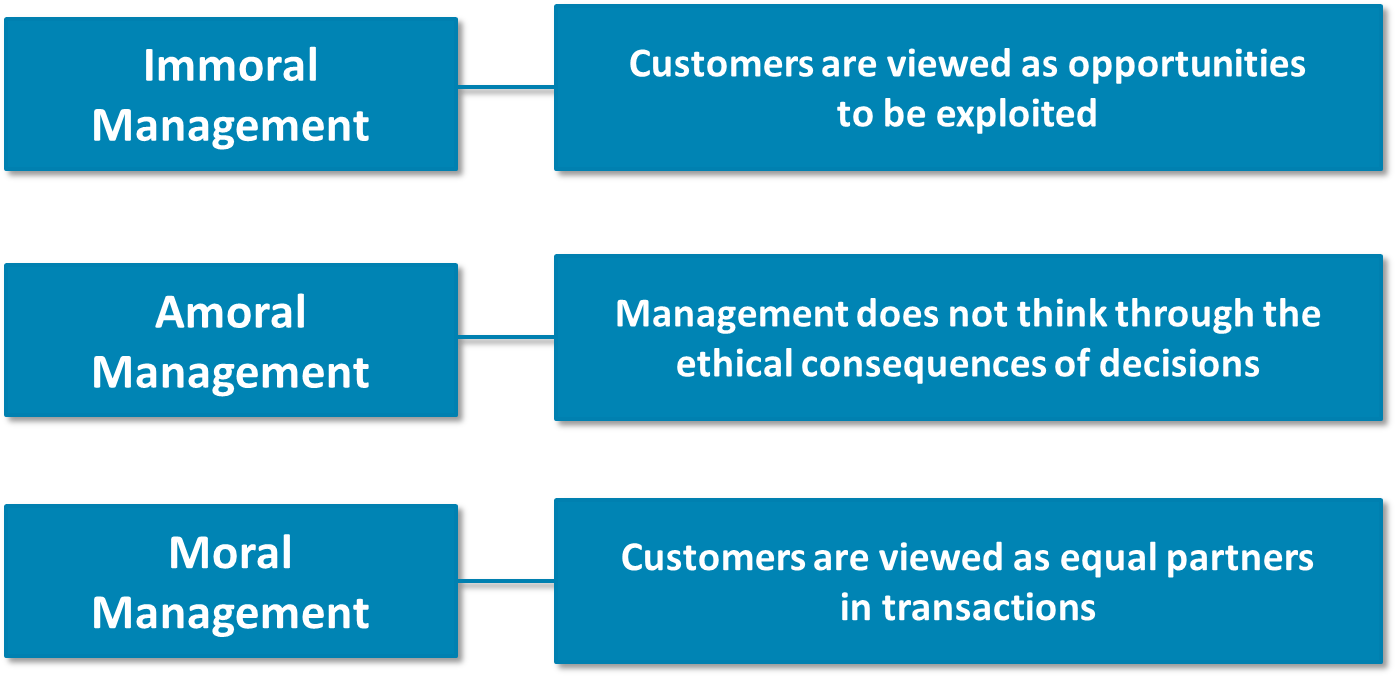 Immoral
Management
Customers are viewed as opportunities
to be exploited
Amoral
Management
Management does not think through the
ethical consequences of decisions
Moral
Management
Customers are viewed as equal partners
in transactions